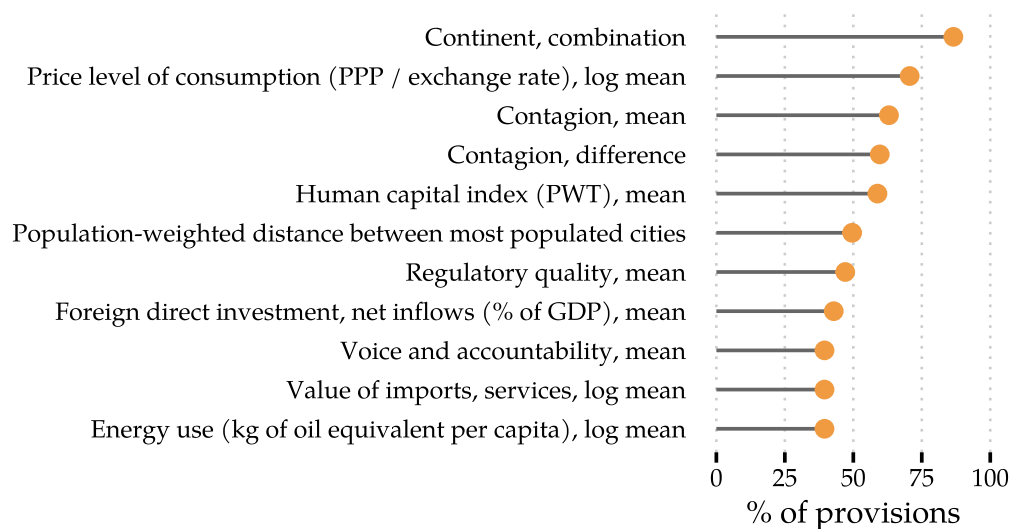 Continent, combination
Price level of consumption (PPP / exchange rate), log mean
Contagion, mean
Contagion, difference
Human capital index (PWT), mean
Population-weighted distance between most populated cities
Regulatory quality, mean
Foreign direct investment, net inflows (% of GDP), mean
Voice and accountability, mean
Value of imports, services, log mean
Energy use (kg of oil equivalent per capita), log mean
0 25 50 75 100
% of provisions